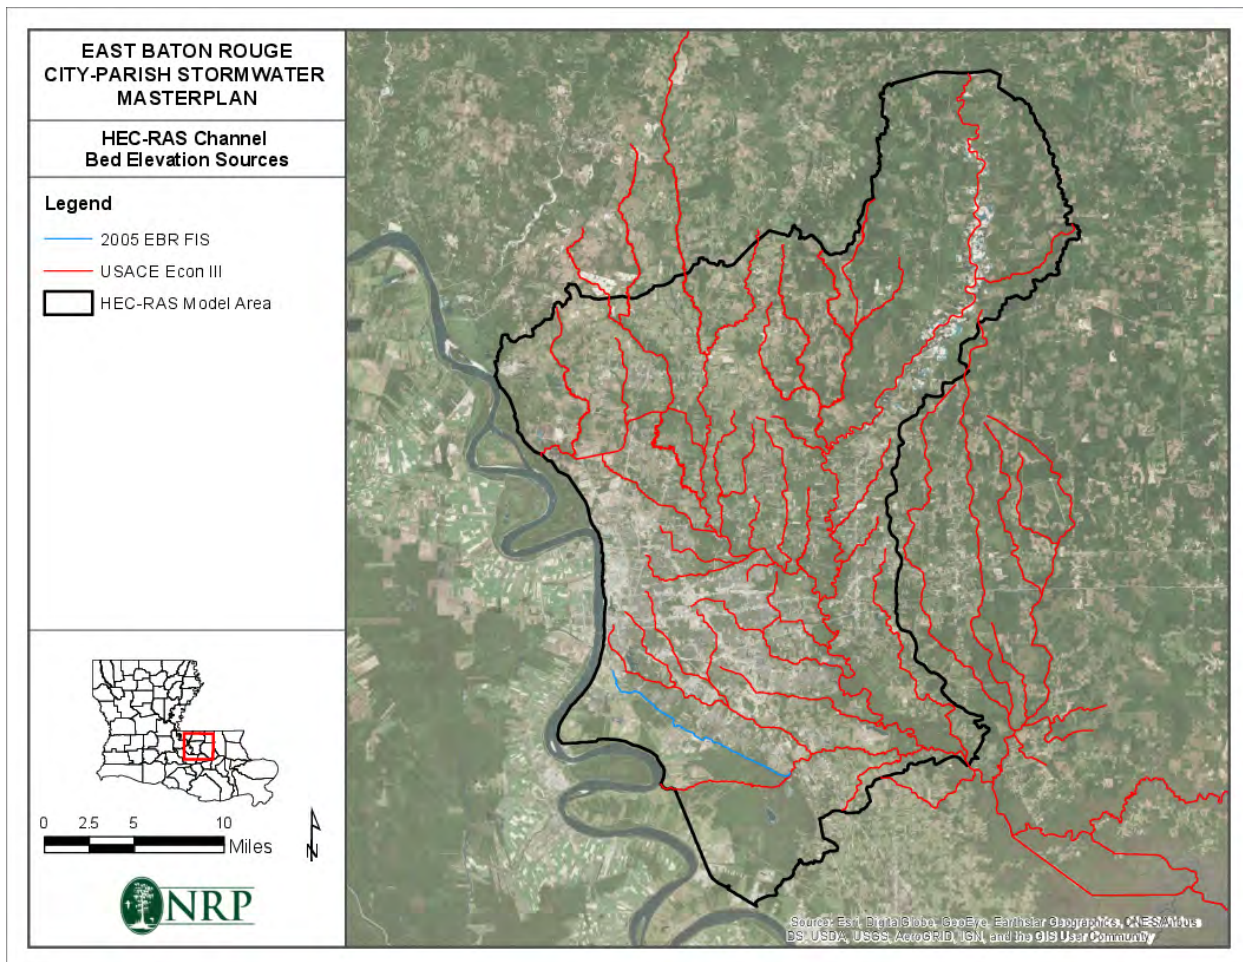 EAST BATON ROUGE
CITY-PARISH STORMWATER
MASTERPLAN
HEC-RAS Channel
Bed Elevation Sources
Legend
2005 EBR FIS
USACE Econ III
HEC-RAS Model Area
0 2.5 5 10
Miles
N
NRP
Source: Esri, DigitalGlobe, GeoEye, Earthstar Geographics, CNES/Airbus
DS, USDA, USGS, AeroGRID, IGN, and the GIS User Community